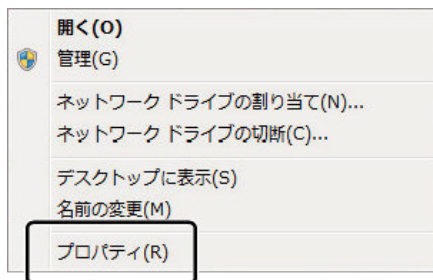 開く(O)
管理(G)
ネットワーク ドライブの割り当て(N)...
ネットワーク ドライブの切断(C)...
デスクトップに表示(S)
名前の変更(M)
プロパティ(R)